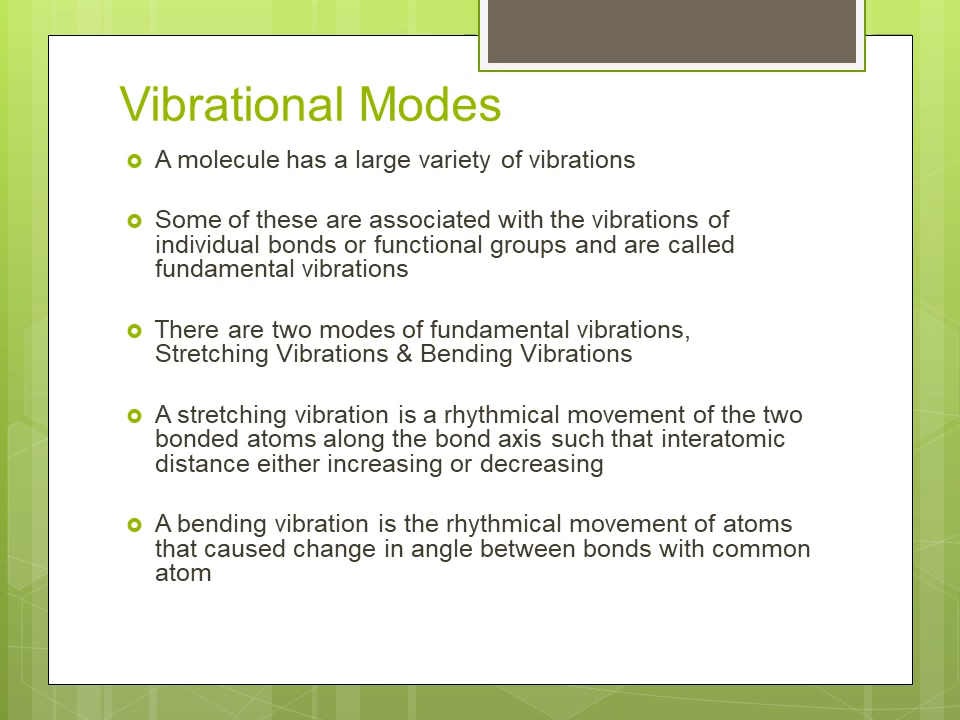 Vibrational Modes
A molecule has a large variety of vibrations
Some of these are associated with the vibrations of
individual bonds or functional groups and are called
fundamental vibrations
There are two modes of fundamental vibrations,
Stretching Vibrations & Bending Vibrations
A stretching vibration is a rhythmical movement of the two
bonded atoms along the bond axis such that interatomic
distance either increasing or decreasing
A bending vibration is the rhythmical movement of atoms
that caused change in angle between bonds with common
atom